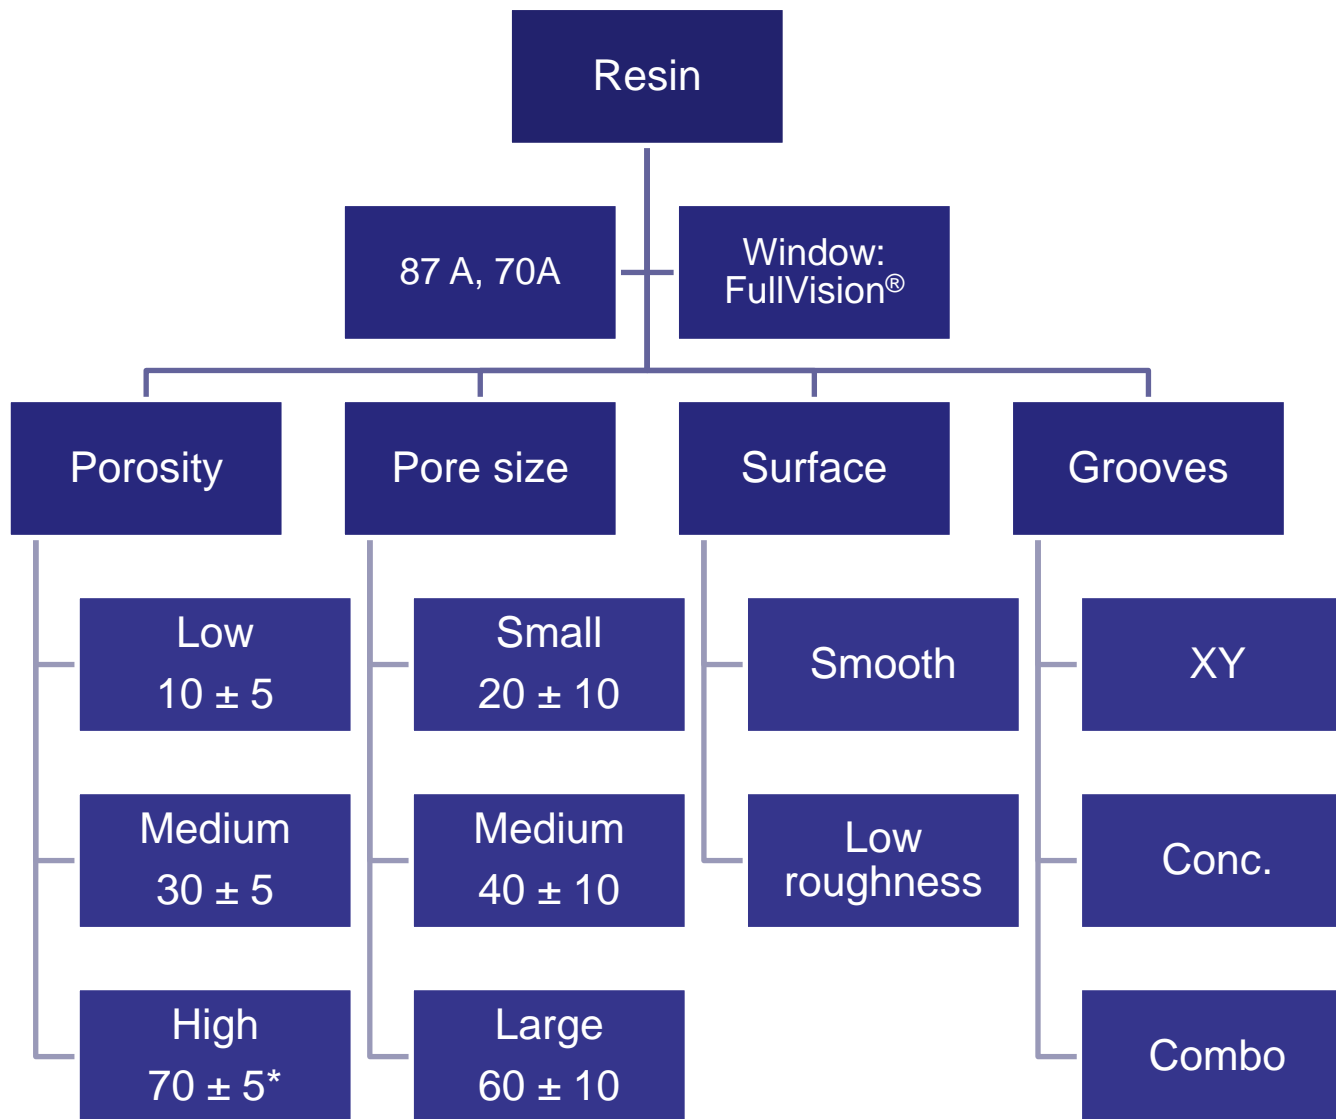 Resin
87 A, 70A
Window:
FullVision®
Porosity
Pore size
Surface
Grooves
Low
10 ± 5
Small
20 ± 10
Smooth
XY
Medium
30 ± 5
Medium
40 ± 10
Low
roughness
Conc.
High
70 ± 5*
Large
60 ± 10
Combo